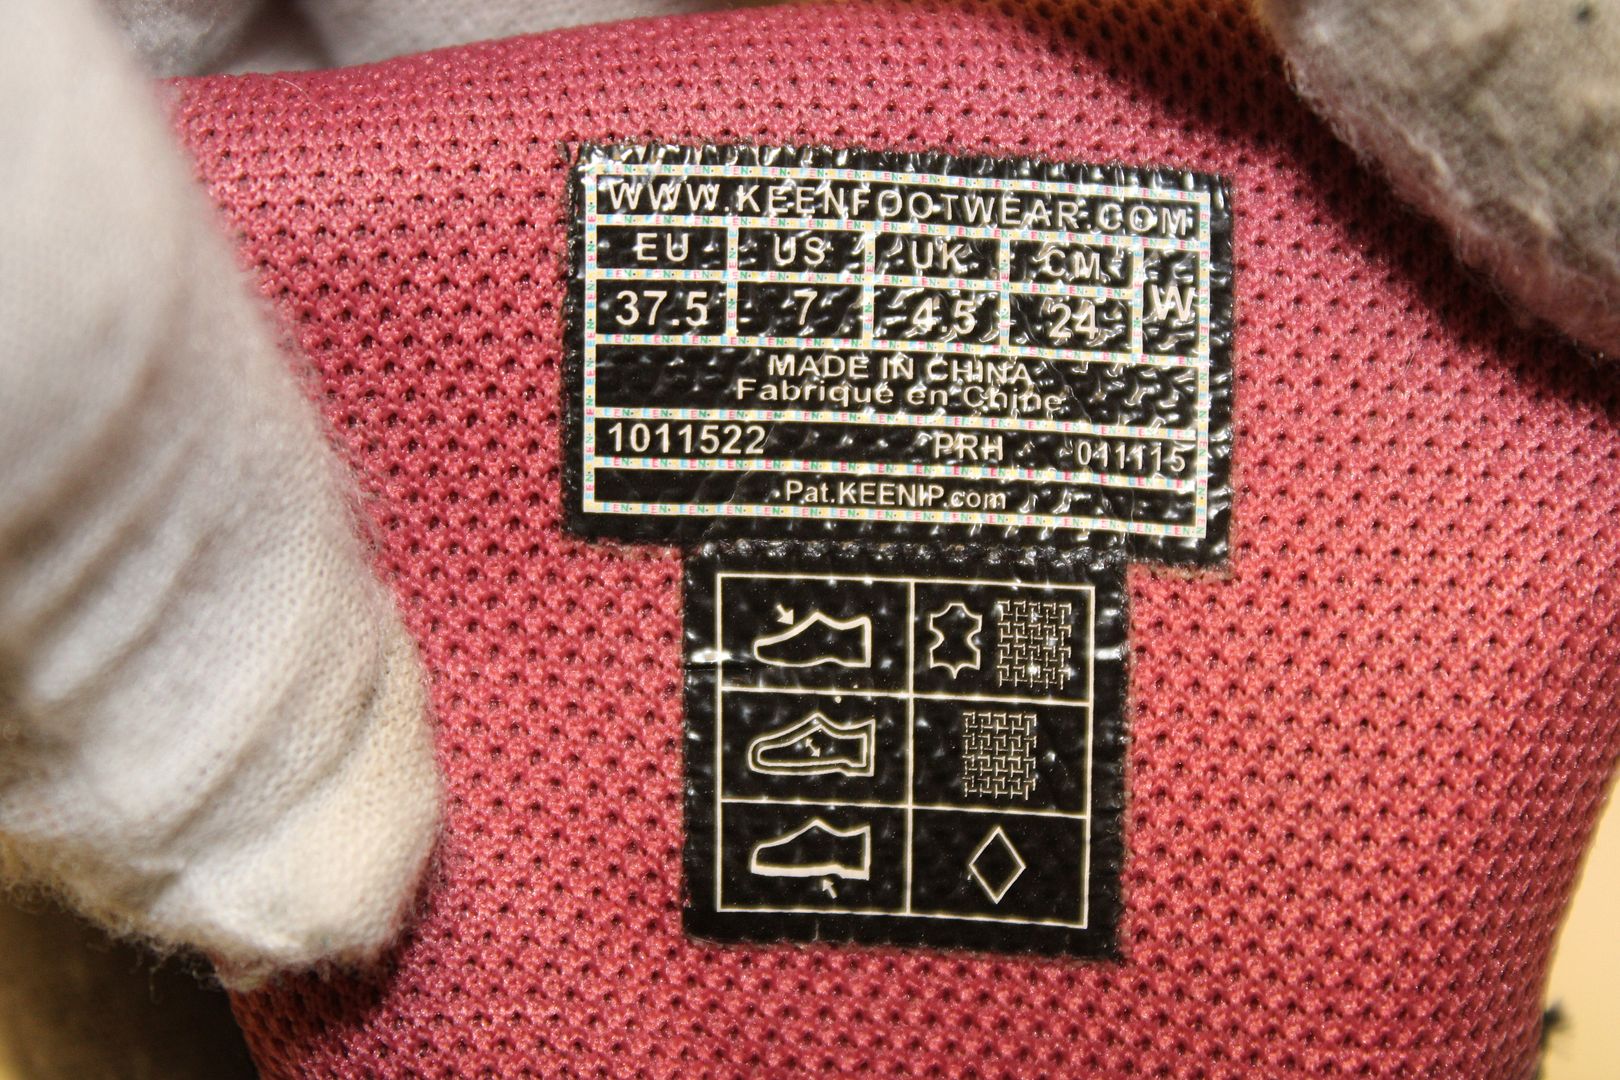 WWW.KEENFOOTWEAR.COM
EU US UK CM W
37.5 7 4.5 24
MADE IN CHINA
Fabriqué en Chine
1011522 PRH 011115
Pat.KEENIP.com